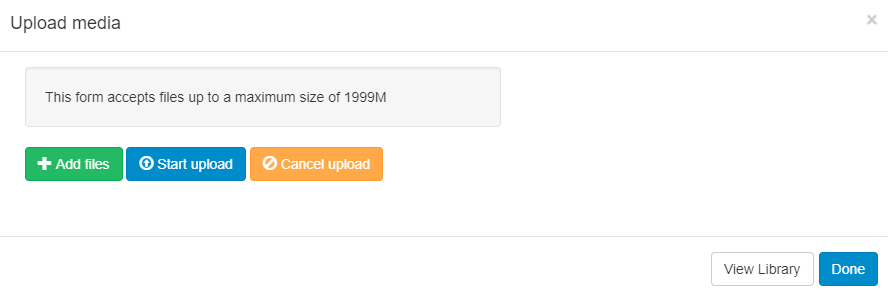 Upload media
×
This form accepts files up to a maximum size of 1999M
Add files Start upload Cancel upload
View Library Done